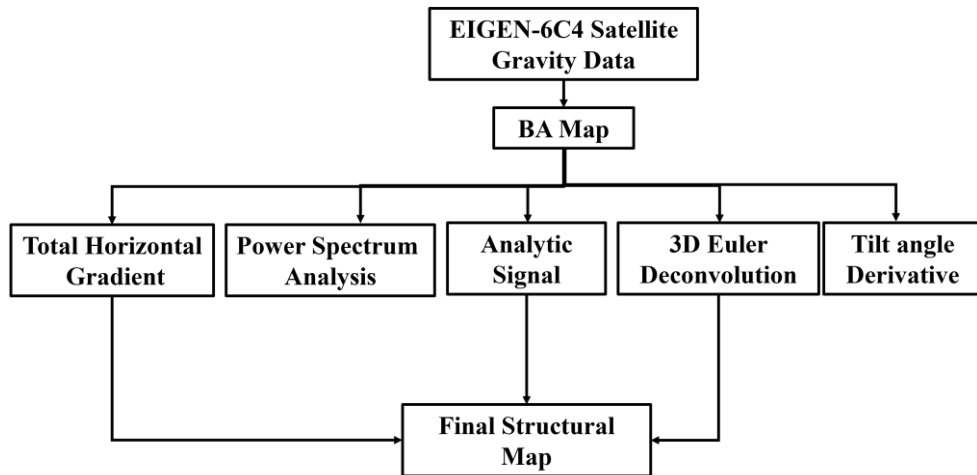 EIGEN-6C4 Satellite
Gravity Data
BA Map
Total Horizontal
Gradient
Power Spectrum
Analysis
Analytic
Signal
3D Euler
Deconvolution
Tilt angle
Derivative
Final Structural
Map